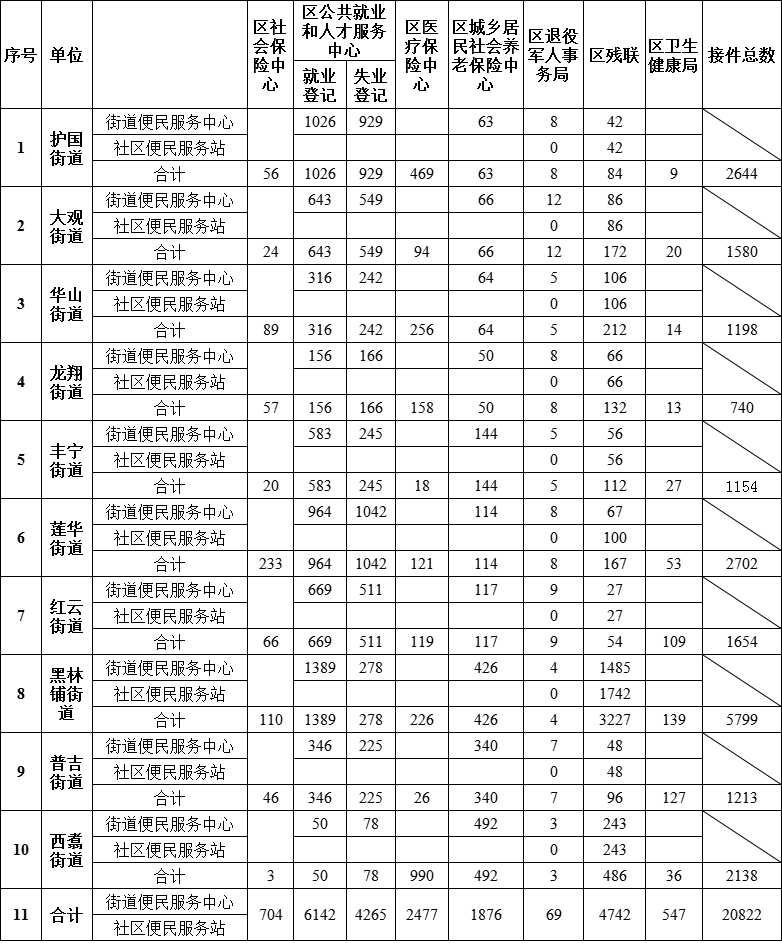 序号 单位 区社会保险中心 区公共就业和人才服务中心 区医疗保险中心 区城乡居民社会养老保险中心 区退役军人事务局 区残联 区卫生健康局 接件总数
就业登记 失业登记
1 护国街道 街道便民服务中心 1026 929 63 8 42
社区便民服务站 0 42
合计 56 1026 929 469 63 8 84 9 2644
2 大观街道 街道便民服务中心 643 549 66 12 86
社区便民服务站 0 86
合计 24 643 549 94 66 12 172 20 1580
3 华山街道 街道便民服务中心 316 242 64 5 106
社区便民服务站 0 106
合计 89 316 242 256 64 5 212 14 1198
4 龙翔街道 街道便民服务中心 156 166 50 8 66
社区便民服务站 0 66
合计 57 156 166 158 50 8 132 13 740
5 丰宁街道 街道便民服务中心 583 245 144 5 56
社区便民服务站 0 56
合计 20 583 245 18 144 5 112 27 1154
6 莲华街道 街道便民服务中心 964 1042 114 8 67
社区便民服务站 0 100
合计 233 964 1042 121 114 8 167 53 2702
7 红云街道 街道便民服务中心 669 511 117 9 27
社区便民服务站 0 27
合计 66 669 511 119 117 9 54 109 1654
8 黑林铺街道 街道便民服务中心 1389 278 426 4 1485
社区便民服务站 0 1742
合计 110 1389 278 226 426 4 3227 139 5799
9 普吉街道 街道便民服务中心 346 225 340 7 48
社区便民服务站 0 48
合计 46 346 225 26 340 7 96 127 1213
10 西翥街道 街道便民服务中心 50 78 492 3 243
社区便民服务站 0 243
合计 3 50 78 990 492 3 486 36 2138
11 合计 街道便民服务中心 704 6142 4265 2477 1876 69 4742 547 20822
社区便民服务站